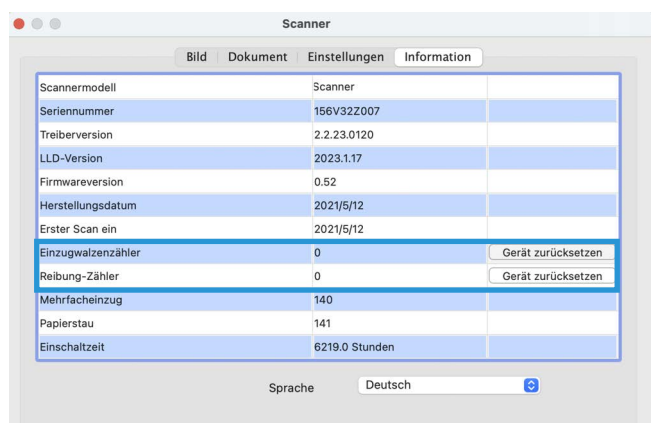 Scanner
Bild Dokument Einstellungen Information
Scannermodell Scanner
Seriennummer 156V32Z007
Treiberversion 2.2.23.0120
LLD-Version 2023.1.17
Firmwareversion 0.52
Herstellungsdatum 2021/5/12
Erster Scan ein 2021/5/12
Einzugwalzenzähler 0 Gerät zurücksetzen
Reibung-Zähler 0 Gerät zurücksetzen
Mehrfacheinzug 140
Papierstau 141
Einschaltzeit 6219.0 Stunden
Sprache Deutsch